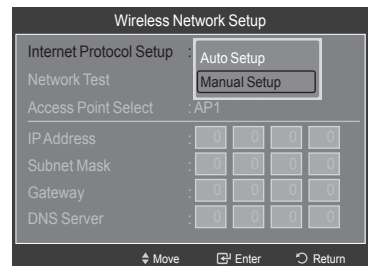 Wireless Network Setup
Internet Protocol Setup : Auto Setup
Manual Setup
Network Test
Access Point Select : AP1
IP Address : 0 0 0 0
Subnet Mask : 0 0 0 0
Gateway : 0 0 0 0
DNS Server : 0 0 0 0
Move Enter Return